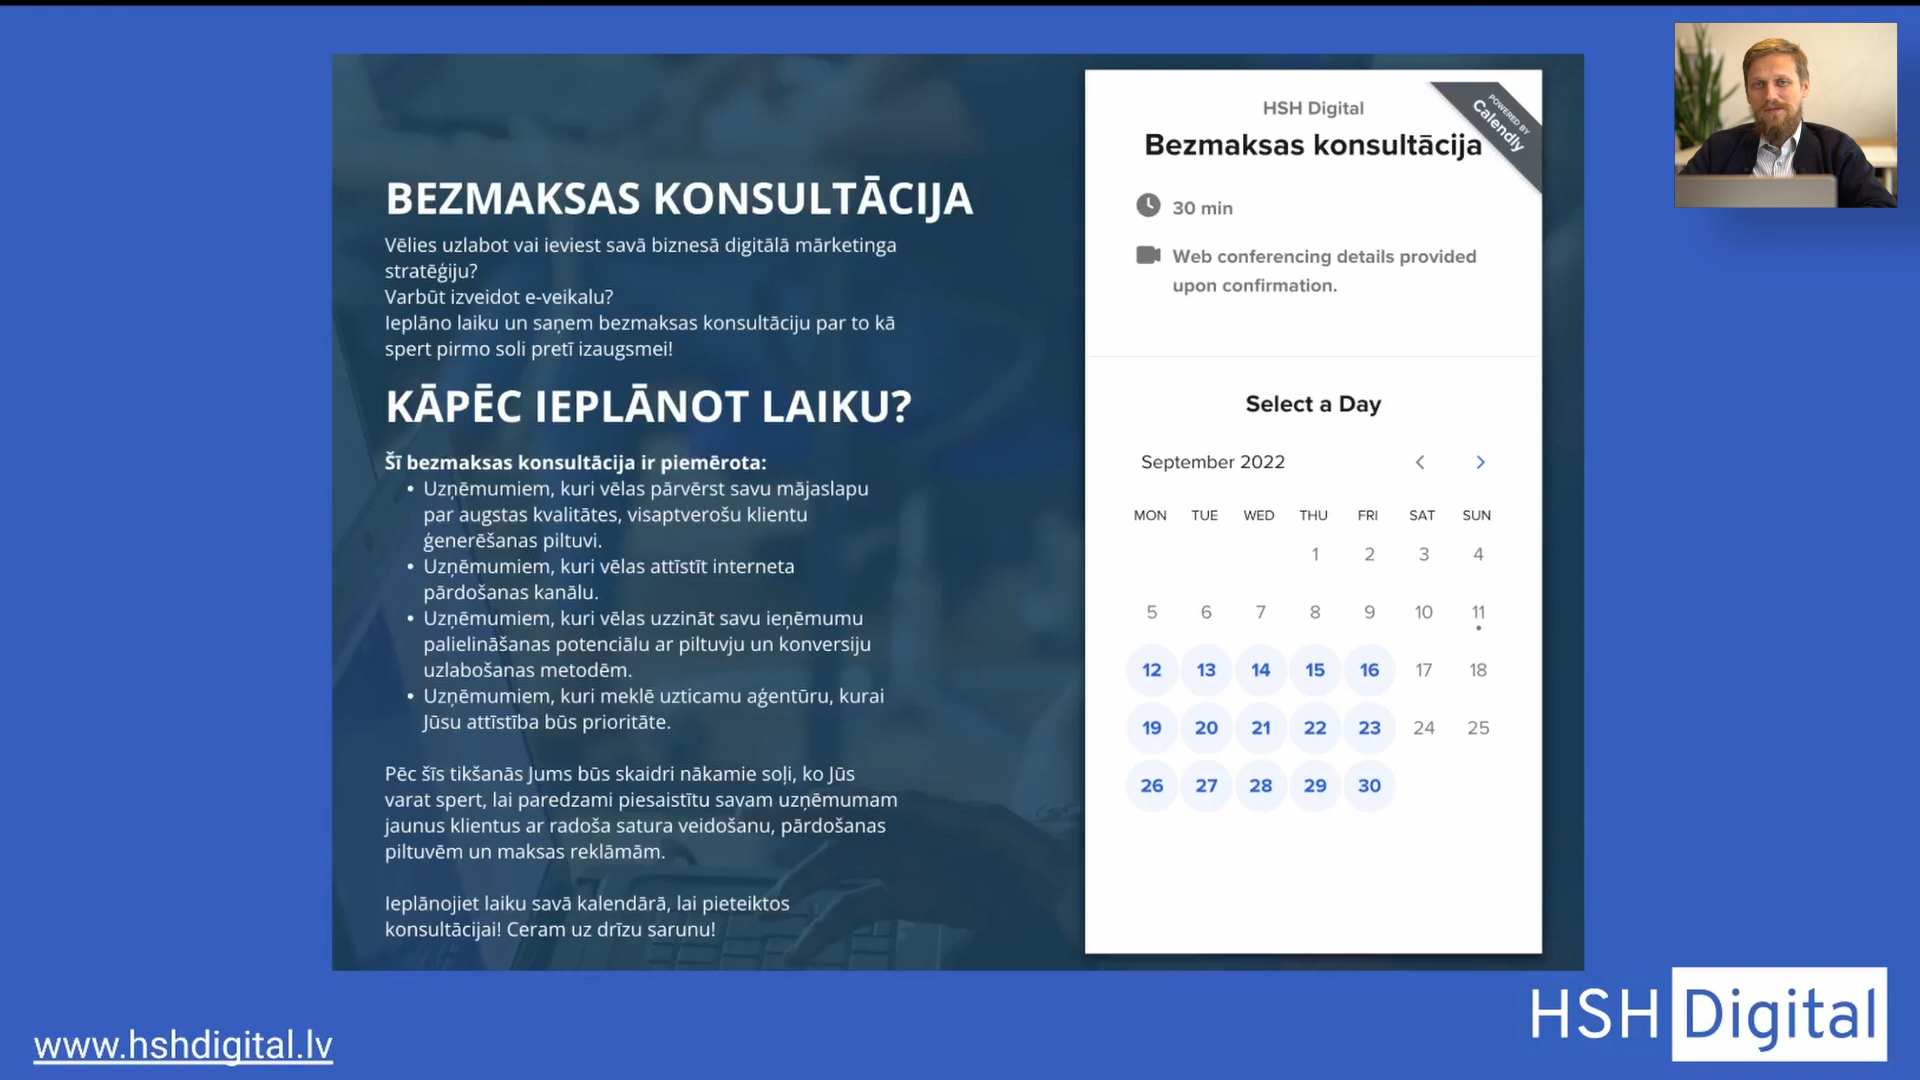 BEZMAKSAS KONSULTĀCIJA
Vēlies uzlabot vai ieviest savā biznesā digitālā mārketinga
stratēģiju?
Varbūt izveidot e-veikalu?
Ieplāno laiku un saņem bezmaksas konsultāciju par to kā
spert pirmo soli pretī izaugsmei!
KĀPĒC IEPLĀNOT LAIKU?
Šī bezmaksas konsultācija ir piemērota:
• Uzņēmumiem, kuri vēlas pārvērst savu mājaslapu
par augstas kvalitātes, visaptverošu klientu
ģenerēšanas piltuvi.
• Uzņēmumiem, kuri vēlas attīstīt interneta
pārdošanas kanālu.
• Uzņēmumiem, kuri vēlas uzzināt savu ieņēmumu
palielināšanas potenciālu ar piltuvju un konversiju
uzlabošanas metodēm.
• Uzņēmumiem, kuri meklē uzticamu aģentūru, kurai
Jūsu attīstība būs prioritāte.
Pēc šīs tikšanās Jums būs skaidri nākamie soļi, ko Jūs
varat spert, lai paredzami piesaistītu savam uzņēmumam
jaunus klientus ar radoša satura veidošanu, pārdošanas
piltuvēm un maksas reklāmām.
Ieplānojiet laiku savā kalendārā, lai pieteiktos
konsultācijai! Ceram uz drīzu sarunu!
HSH Digital
Bezmaksas konsultācija
POWERED BY
Calendly
30 min
Web conferencing details provided
upon confirmation.
Select a Day
September 2022
MON TUE WED THU FRI SAT SUN
1 2 3 4
5 6 7 8 9 10 11
12 13 14 15 16 17 18
19 20 21 22 23 24 25
26 27 28 29 30
www.hshdigital.lv
HSH Digital